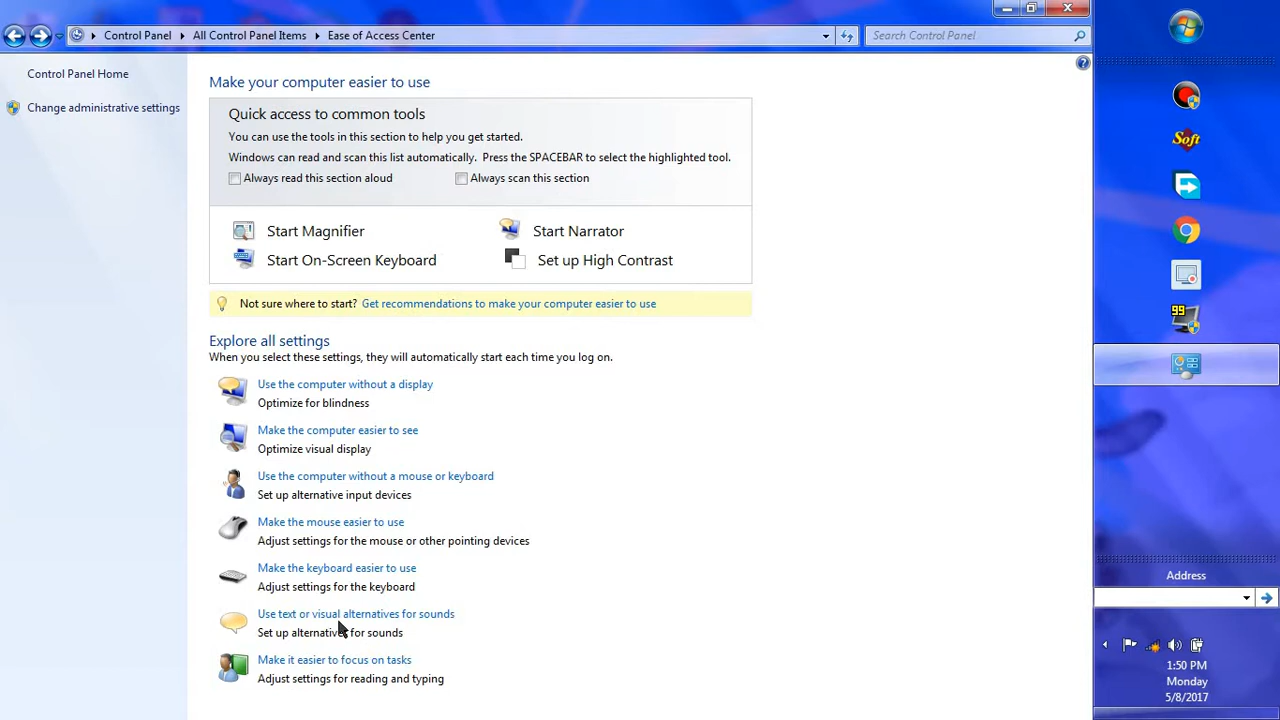 Control Panel All Control Panel Items Ease of Access Center
Search Control Panel
Control Panel Home
Change administrative settings
Make your computer easier to use
Quick access to common tools
You can use the tools in this section to help you get started.
Windows can read and scan this list automatically. Press the SPACEBAR to select the highlighted tool.
Always read this section aloud Always scan this section
Start Magnifier Start Narrator
Start On-Screen Keyboard Set up High Contrast
Not sure where to start? Get recommendations to make your computer easier to use
Explore all settings
When you select these settings, they will automatically start each time you log on.
Use the computer without a display
Optimize for blindness
Make the computer easier to see
Optimize visual display
Use the computer without a mouse or keyboard
Set up alternative input devices
Make the mouse easier to use
Adjust settings for the mouse or other pointing devices
Make the keyboard easier to use
Adjust settings for the keyboard
Use text or visual alternatives for sounds
Set up alternatives for sounds
Make it easier to focus on tasks
Adjust settings for reading and typing
Soft
99
Address
1:50 PM
Monday
5/8/2017